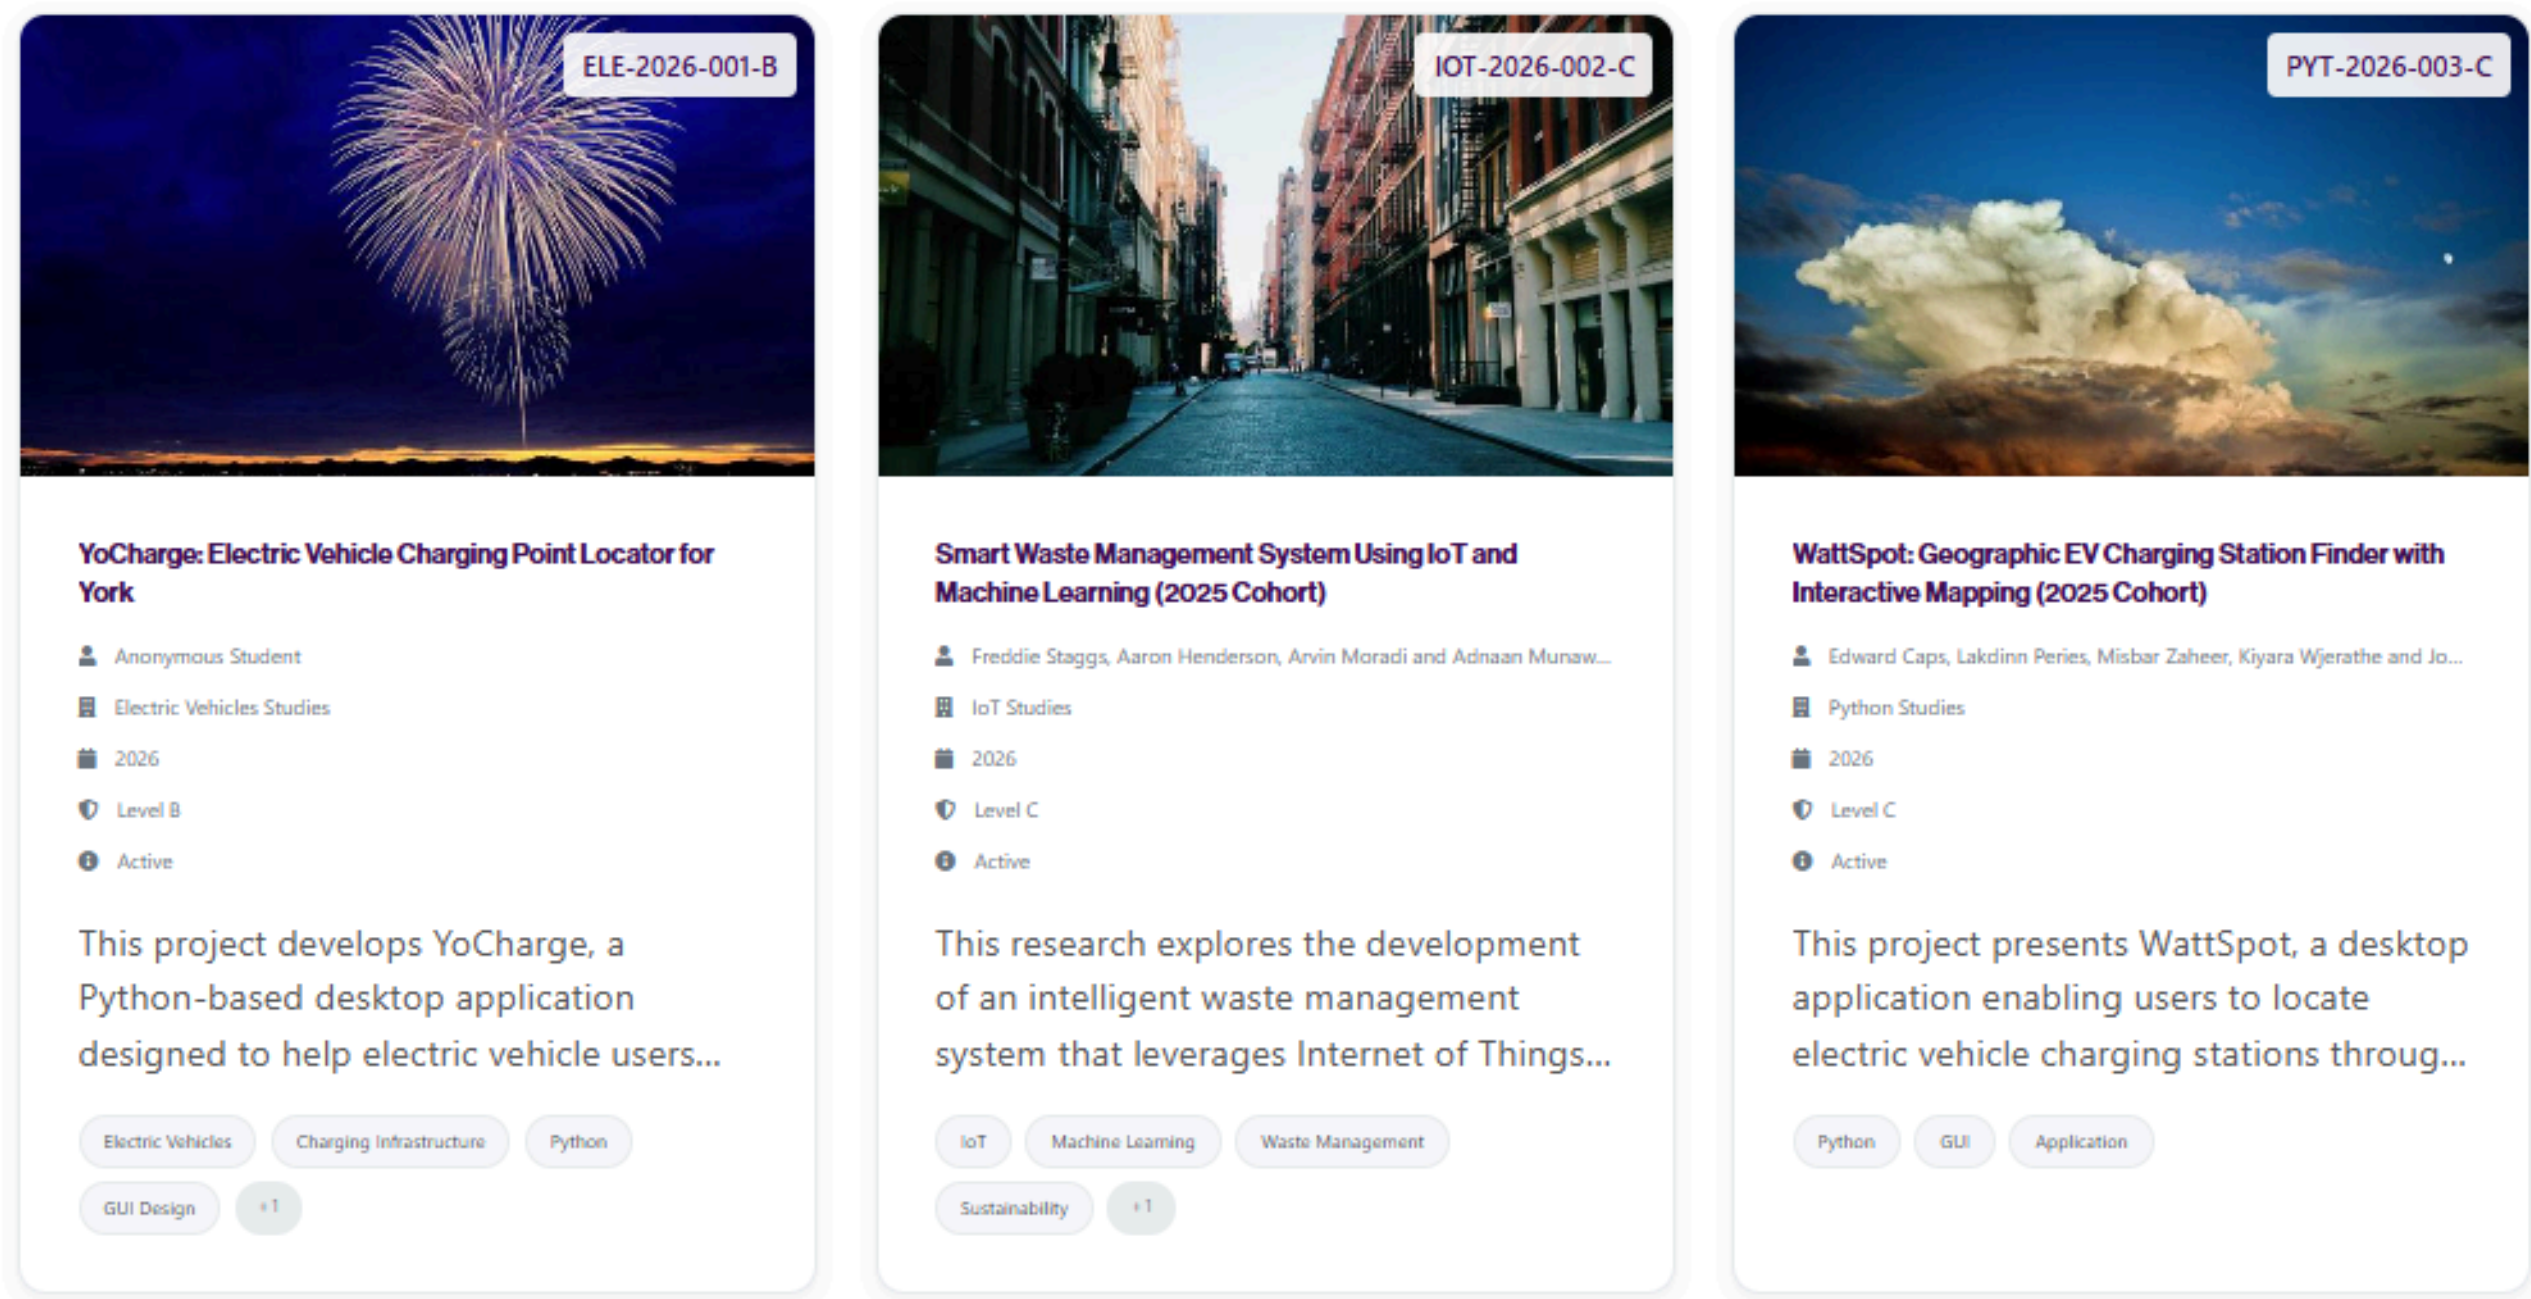 ELE-2026-001-B
YoCharge: Electric Vehicle Charging Point Locator for
York
Anonymous Student
Electric Vehicles Studies
2026
Level B
Active
This project develops YoCharge, a
Python-based desktop application
designed to help electric vehicle users...
Electric Vehicles
Charging Infrastructure
Python
GUI Design
+1
IOT-2026-002-C
Smart Waste Management System Using IoT and
Machine Learning (2025 Cohort)
Freddie Staggs, Aaron Henderson, Arvin Moradi and Adnaan Munaw...
IoT Studies
2026
Level C
Active
This research explores the development
of an intelligent waste management
system that leverages Internet of Things...
IoT
Machine Learning
Waste Management
Sustainability
+1
PYT-2026-003-C
WattSpot: Geographic EV Charging Station Finder with
Interactive Mapping (2025 Cohort)
Edward Caps, Lakdinn Peries, Misbar Zaheer, Kiyara Wjerathe and Jo...
Python Studies
2026
Level C
Active
This project presents WattSpot, a desktop
application enabling users to locate
electric vehicle charging stations throug...
Python
GUI
Application